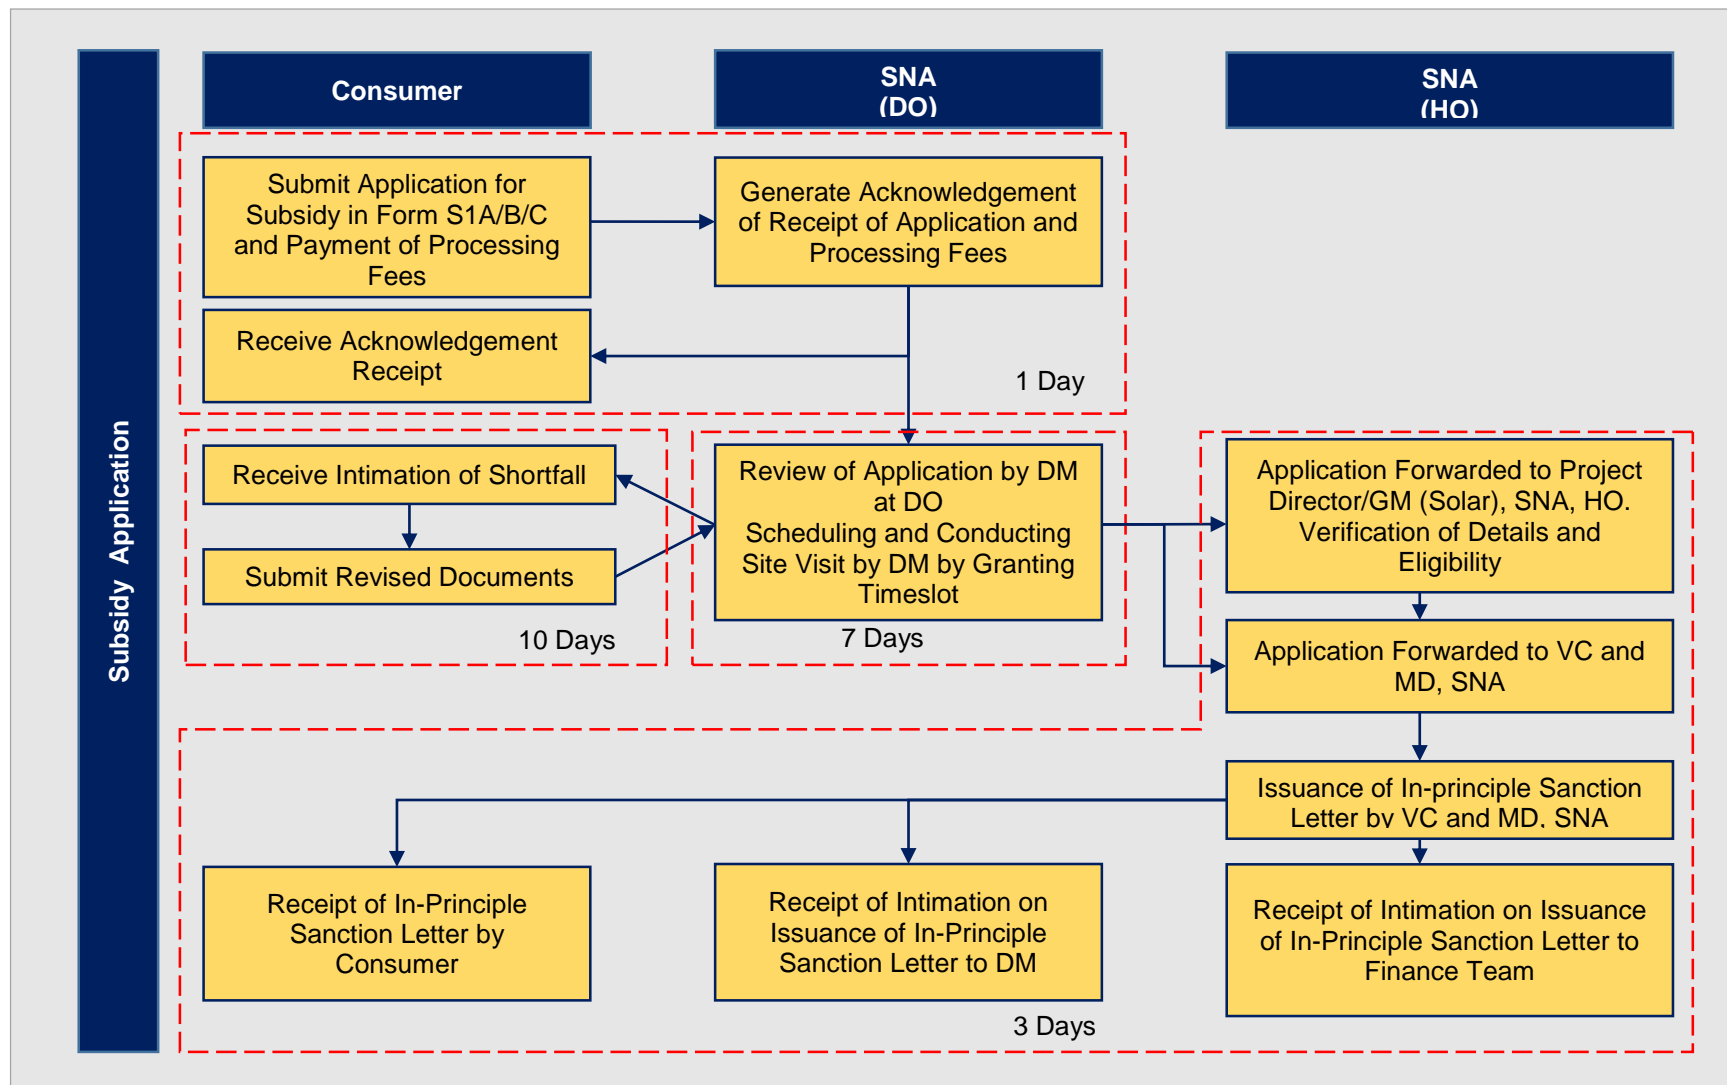 Subsidy Application
Consumer
SNA
(DO)
SNA
(HO)
Submit Application for
Subsidy in Form S1A/B/C
and Payment of Processing
Fees
Generate Acknowledgement
of Receipt of Application and
Processing Fees
Receive Acknowledgement
Receipt
1 Day
Receive Intimation of Shortfall
Submit Revised Documents
10 Days
Review of Application by DM
at DO
Scheduling and Conducting
Site Visit by DM by Granting
Timeslot
7 Days
Application Forwarded to Project
Director/GM (Solar), SNA, HO.
Verification of Details and
Eligibility
Application Forwarded to VC and
MD, SNA
Issuance of In-principle Sanction
Letter by VC and MD, SNA
Receipt of In-Principle
Sanction Letter by
Consumer
Receipt of Intimation on
Issuance of In-Principle
Sanction Letter to DM
Receipt of Intimation on Issuance
of In-Principle Sanction Letter to
Finance Team
3 Days